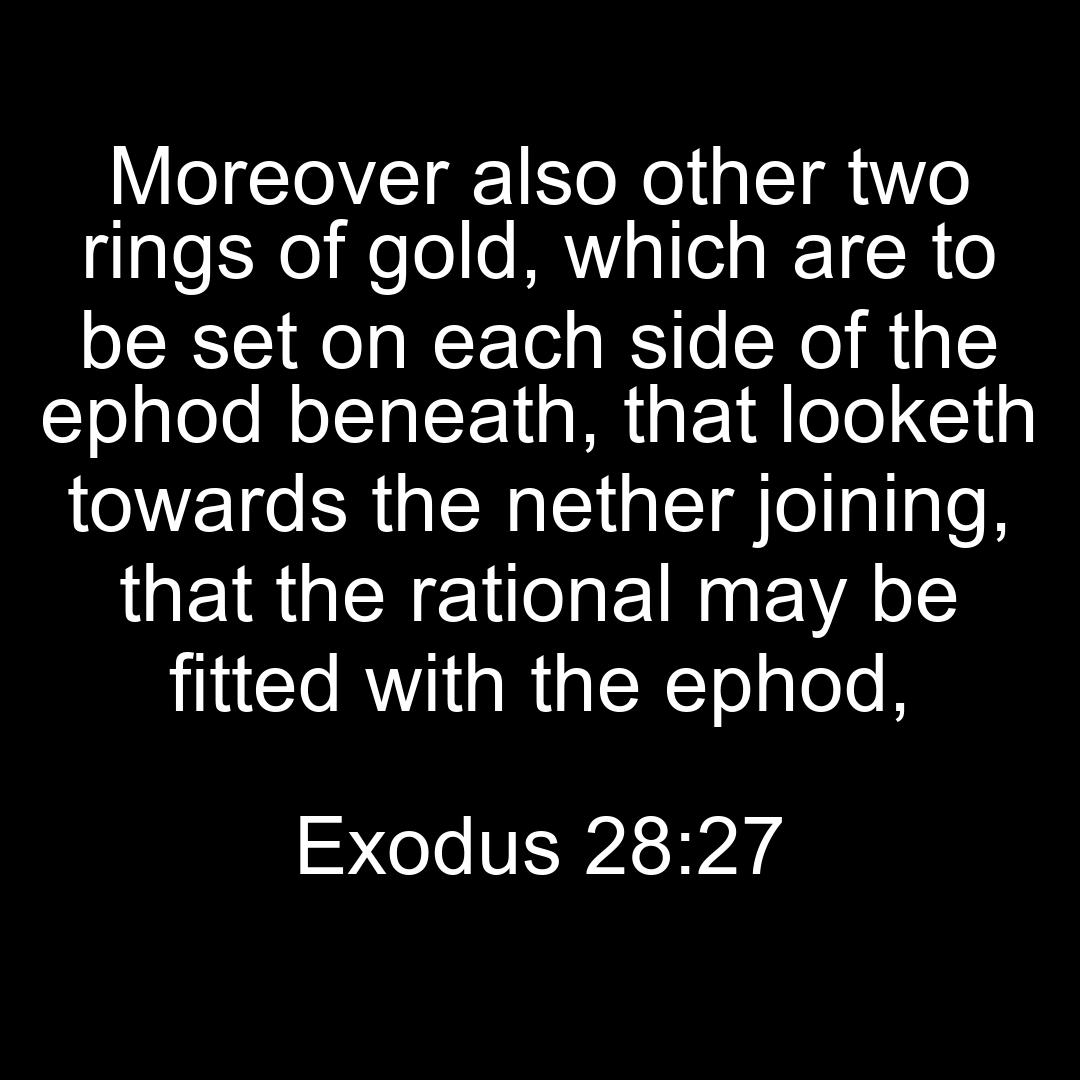 Moreover also other two
rings of gold, which are to
be set on each side of the
ephod beneath, that looketh
towards the nether joining,
that the rational may be
fitted with the ephod,
Exodus 28:27